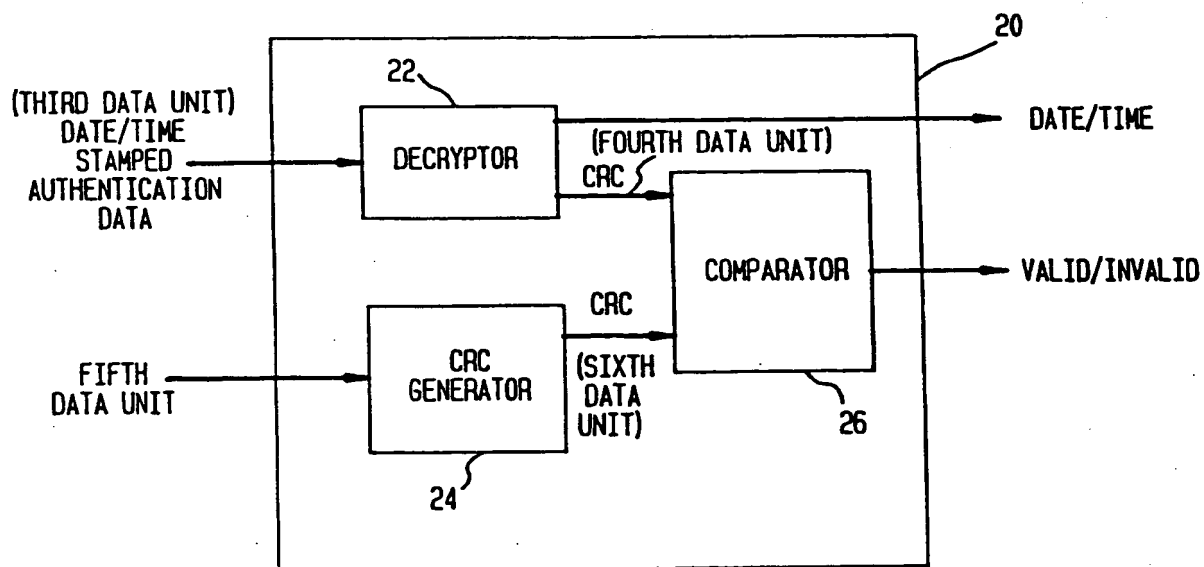 20
22
(THIRD DATA UNIT)
DATE/TIME
STAMPED
AUTHENTICATION
DATA
DECRYPTOR
(FOURTH DATA UNIT)
CRC
DATE/TIME
COMPARATOR
VALID/INVALID
FIFTH
DATA UNIT
CRC
GENERATOR
CRC
(SIXTH
DATA
UNIT)
24
26